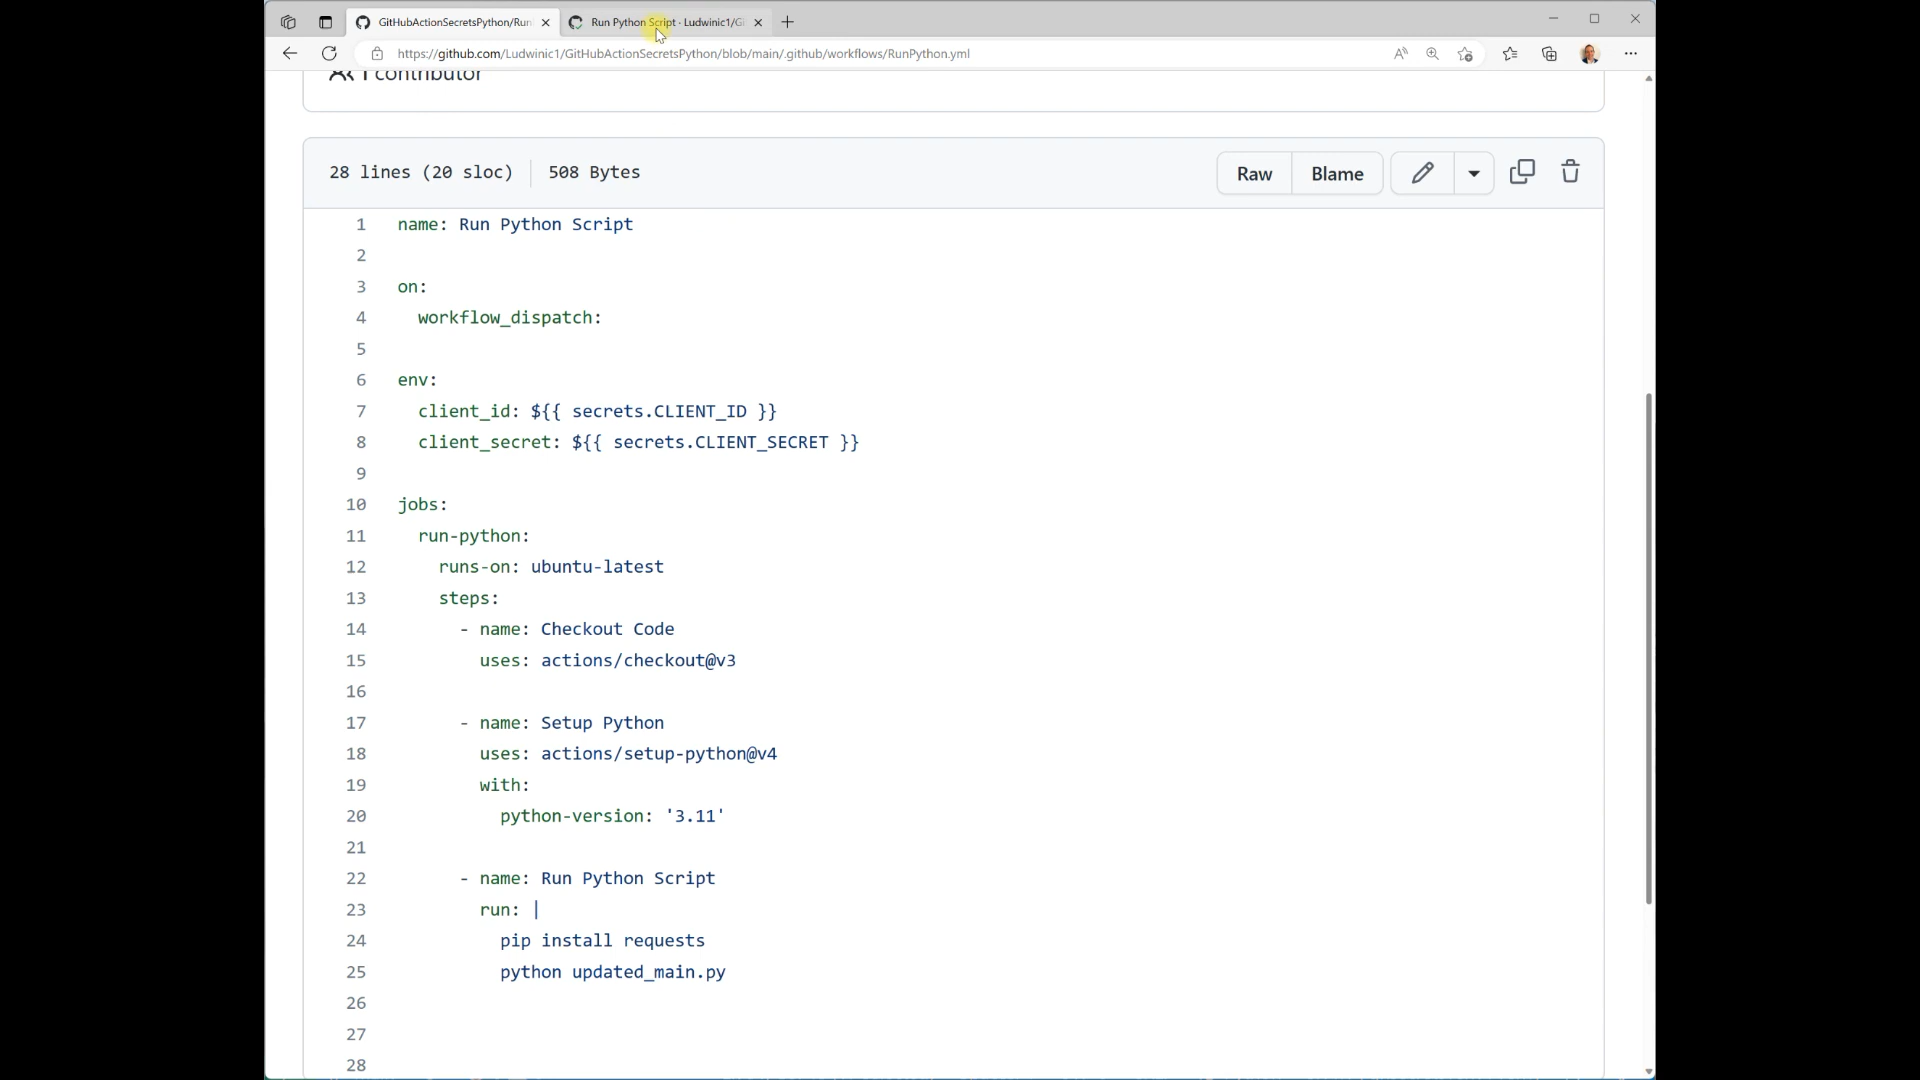 GitHubActionSecretsPython/Run
Run Python Script · Ludwinic1/Gi
https://github.com/Ludwinic1/GitHubActionSecretsPython/blob/main/.github/workflows/RunPython.yml
1 contributor
28 lines (20 sloc) 508 Bytes
Raw Blame
1 name: Run Python Script
2
3 on:
4 workflow_dispatch:
5
6 env:
7 client_id: ${{ secrets.CLIENT_ID }}
8 client_secret: ${{ secrets.CLIENT_SECRET }}
9
10 jobs:
11 run-python:
12 runs-on: ubuntu-latest
13 steps:
14 - name: Checkout Code
15 uses: actions/checkout@v3
16
17 - name: Setup Python
18 uses: actions/setup-python@v4
19 with:
20 python-version: '3.11'
21
22 - name: Run Python Script
23 run: |
24 pip install requests
25 python updated_main.py
26
27
28